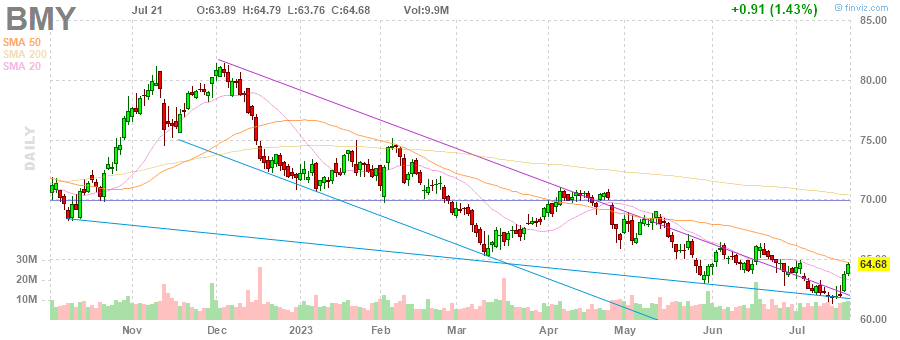 BMY Jul 21 O:63.89 H:64.79 L:63.76 C:64.68 Vol:9.9M +0.91 (1.43%) © finviz.com
SMA 50
SMA 200
SMA 20
DAILY
85.00
80.00
75.00
70.00
65.00
64.68
60.00
30M
20M
10M
Nov Dec 2023 Feb Mar Apr May Jun Jul